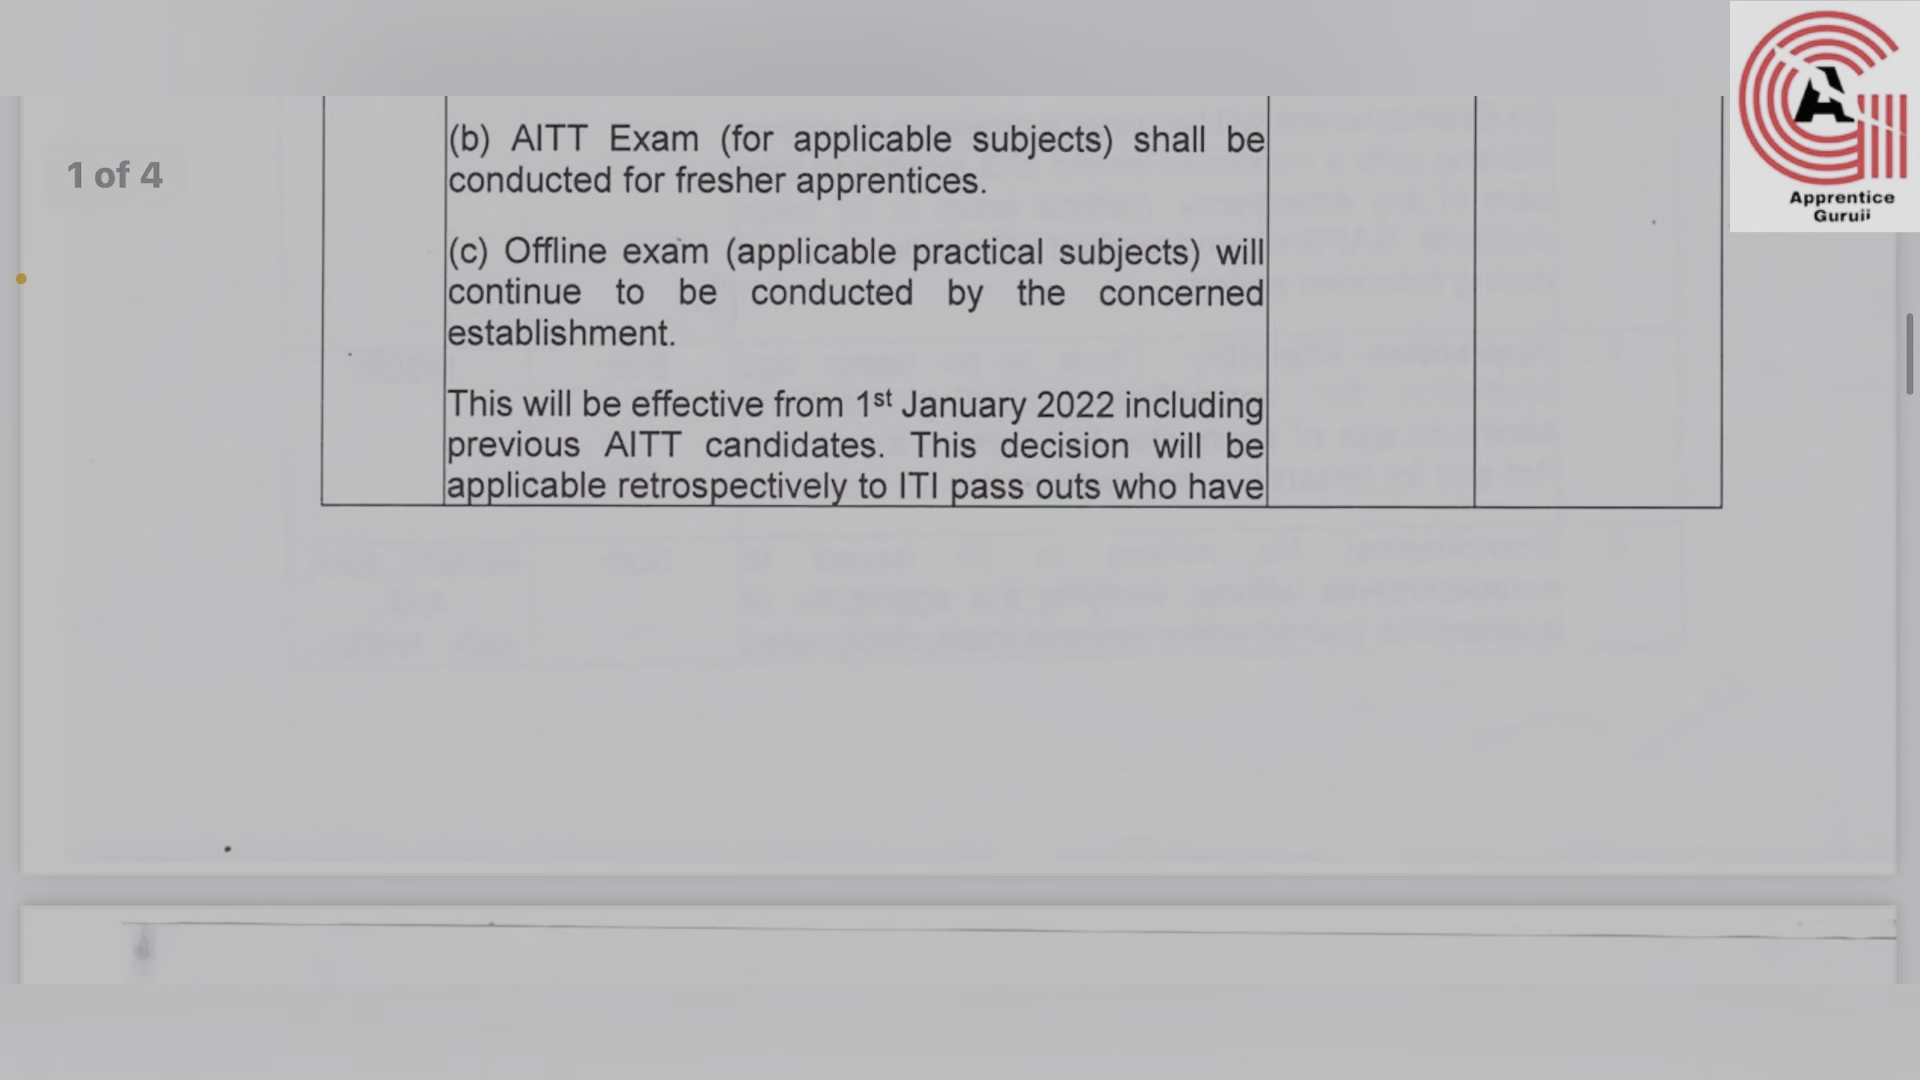 1 of 4
(b) AITT Exam (for applicable subjects) shall be
conducted for fresher apprentices.
(c) Offline exam (applicable practical subjects) will
continue to be conducted by the concerned
establishment.
This will be effective from 1st January 2022 including
previous AITT candidates. This decision will be
applicable retrospectively to ITI pass outs who have
A
Apprentice
Guruji